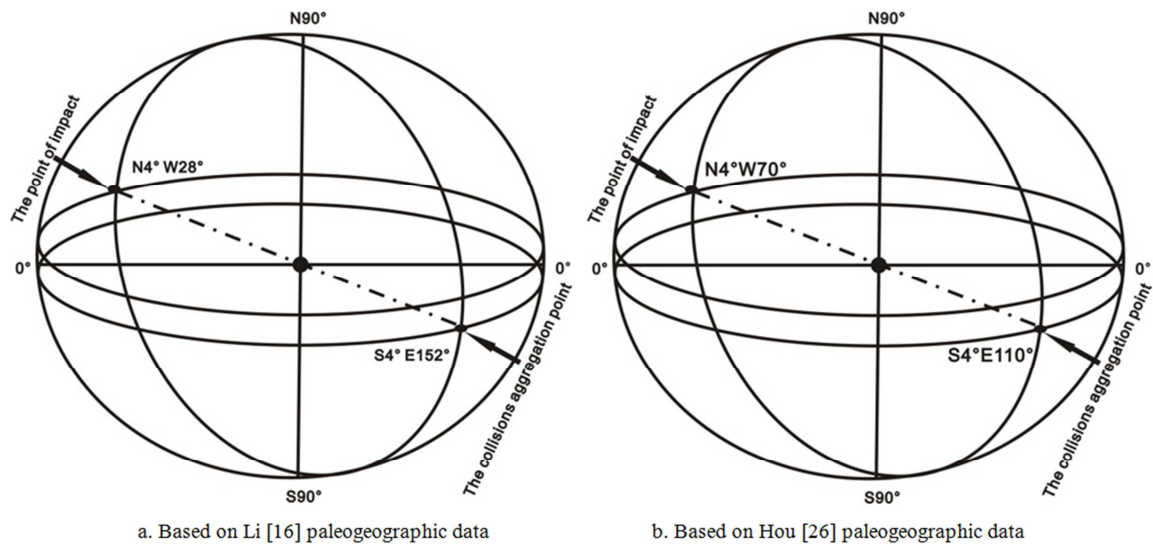 N90°
The point of impact
N4° W28°
0°
0°
S4° E152°
The collisions aggregation point
S90°
a. Based on Li [16] paleogeographic data
N90°
The point of impact
N4°W70°
0°
0°
S4°E110°
The collisions aggregation point
S90°
b. Based on Hou [26] paleogeographic data